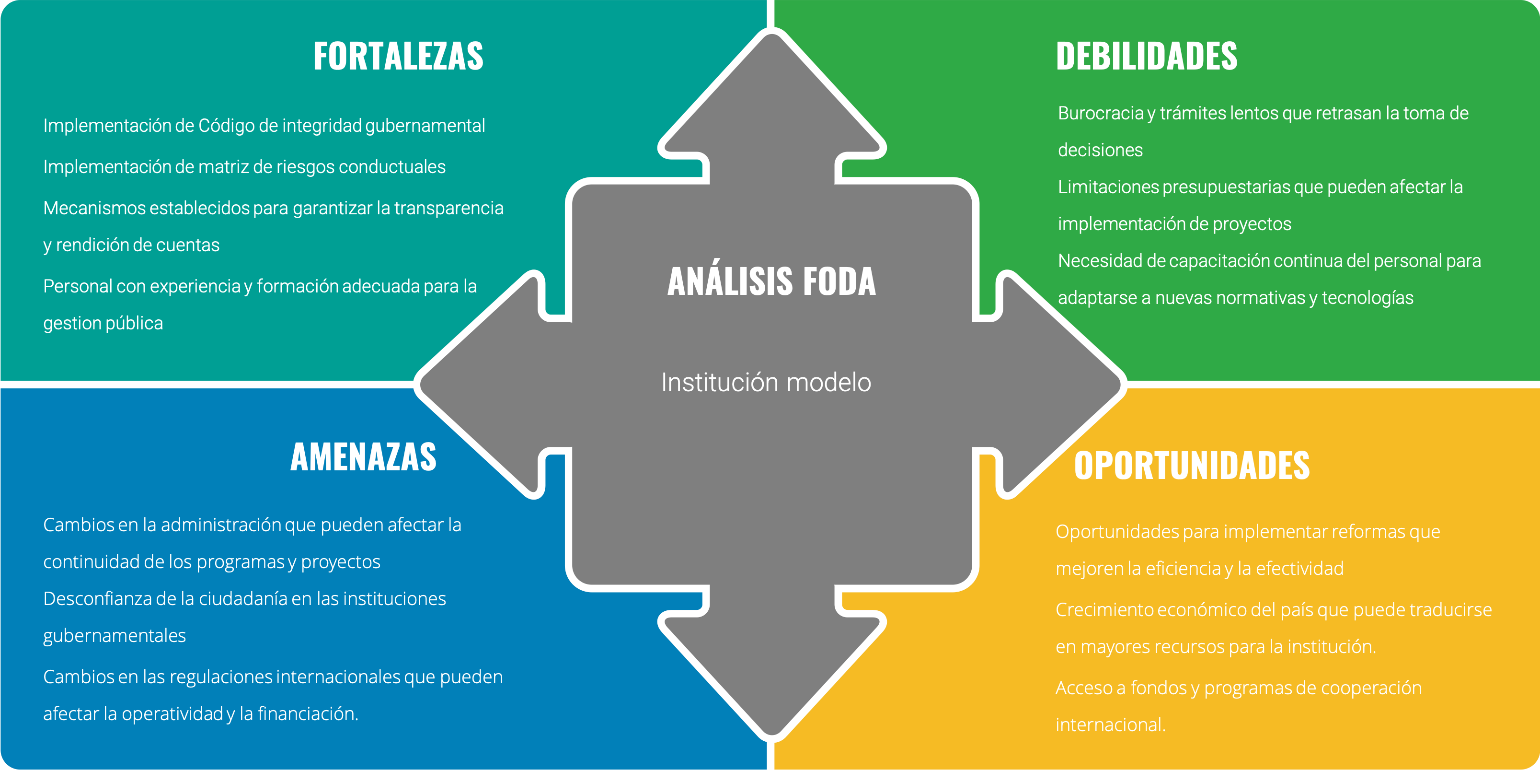 FORTALEZAS
Implementación de Código de integridad gubernamental
Implementación de matriz de riesgos conductuales
Mecanismos establecidos para garantizar la transparencia
y rendición de cuentas
Personal con experiencia y formación adecuada para la
gestion pública
DEBILIDADES
Burocracia y trámites lentos que retrasan la toma de
decisiones
Limitaciones presupuestarias que pueden afectar la
implementación de proyectos
Necesidad de capacitación continua del personal para
adaptarse a nuevas normativas y tecnologías
ANÁLISIS FODA
Institución modelo
AMENAZAS
Cambios en la administración que pueden afectar la
continuidad de los programas y proyectos
Desconfianza de la ciudadanía en las instituciones
gubernamentales
Cambios en las regulaciones internacionales que pueden
afectar la operatividad y la financiación.
OPORTUNIDADES
Oportunidades para implementar reformas que
mejoren la eficiencia y la efectividad
Crecimiento económico del país que puede traducirse
en mayores recursos para la institución.
Acceso a fondos y programas de cooperación
internacional.